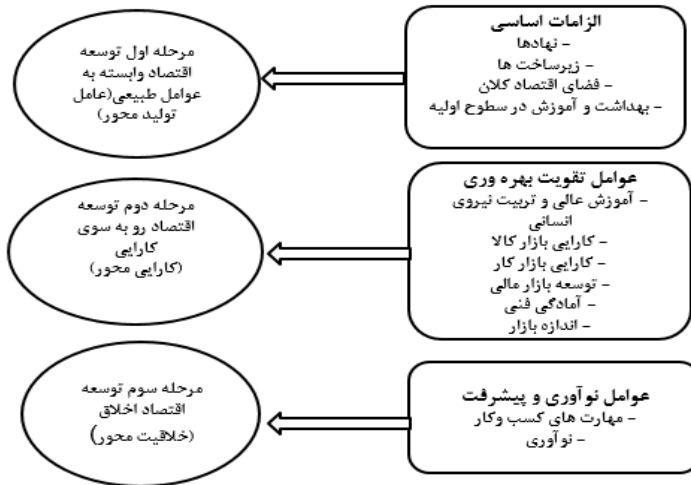 الزامات اساسی
- نهادها
- زیرساخت ها
- فضای اقتصاد کلان
- بهداشت و آموزش در سطوح اولیه
مرحله اول توسعه
اقتصاد وابسته به
عوامل طبیعی(عامل
تولید محور)
عوامل تقویت بهره وری
- آموزش عالی و تربیت نیروی
انسانی
- کارایی بازار کالا
- کارایی بازار کار
- توسعه بازار مالی
- آمادگی فنی
- اندازه بازار
مرحله دوم توسعه
اقتصاد رو به سوی
کارایی
(کارایی محور)
عوامل نوآوری و پیشرفت
- مهارت های کسب وکار
- نوآوری
مرحله سوم توسعه
اقتصاد اخلاق
(خلاقیت محور)